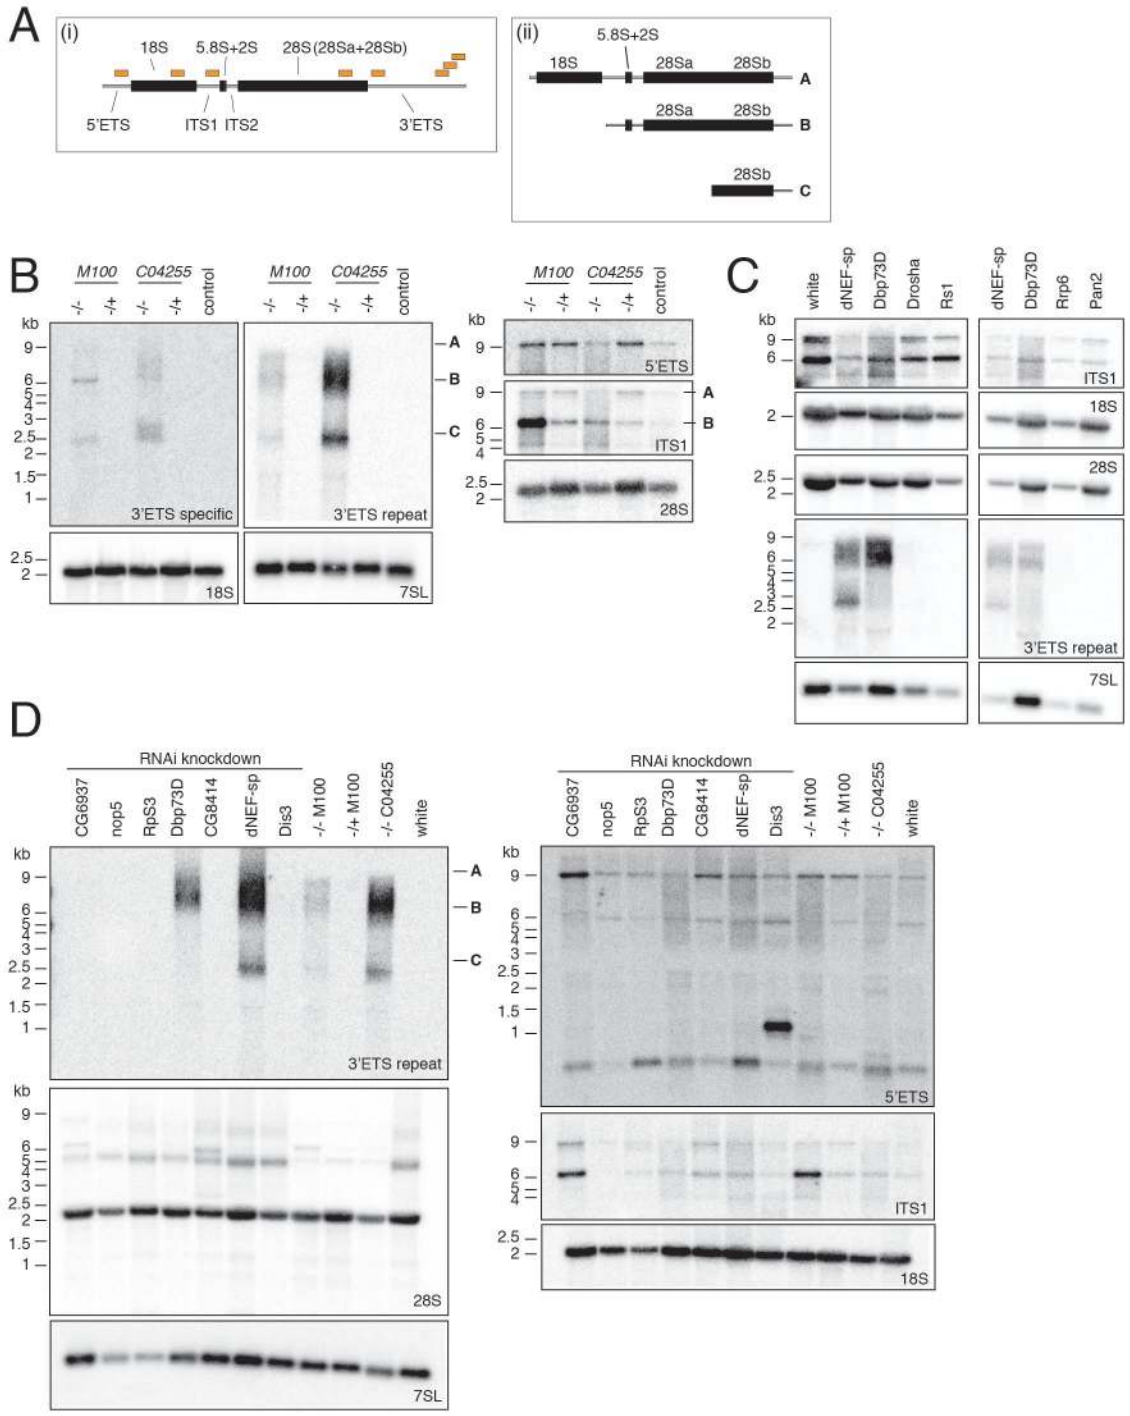 A
(i)
18S 5.8S+2S 28S (28Sa+28Sb)
5'ETS ITS1 ITS2 3'ETS
(ii)
5.8S+2S
18S 28Sa 28Sb
A
28Sa 28Sb
B
28Sb
C
B
M100 C04255 control
-/- -/+ -/- -/+
kb
9
6
5
4
3
2.5
2
1.5
1
3'ETS specific
2.5
2
18S
M100 C04255 control
-/- -/+ -/- -/+
A
B
C
3'ETS repeat
7SL
M100 C04255 control
-/- -/+ -/- -/+
kb
9
5'ETS
9
6
5
4
A
B
ITS1
2.5
2
28S
C
white dNEF-sp Dbp73D Drosha Rs1
dNEF-sp Dbp73D Rrp6 Pan2
kb
9
6
ITS1
2
18S
2.5
2
28S
9
6
5
4
3
2.5
2
3'ETS repeat
7SL
D
RNAi knockdown
CG6937 nop5 RpS3 Dbp73D CG8414 dNEF-sp Dis3 -/- M100 -/+ M100 -/- C04255 white
kb
9
6
5
4
3
2.5
2
1.5
1
A
B
C
3'ETS repeat
kb
9
6
5
4
3
2.5
2
1.5
1
28S
7SL
RNAi knockdown
CG6937 nop5 RpS3 Dbp73D CG8414 dNEF-sp Dis3 -/- M100 -/+ M100 -/- C04255 white
kb
9
6
5
4
3
2.5
2
1.5
1
5'ETS
9
6
5
4
ITS1
2.5
2
18S